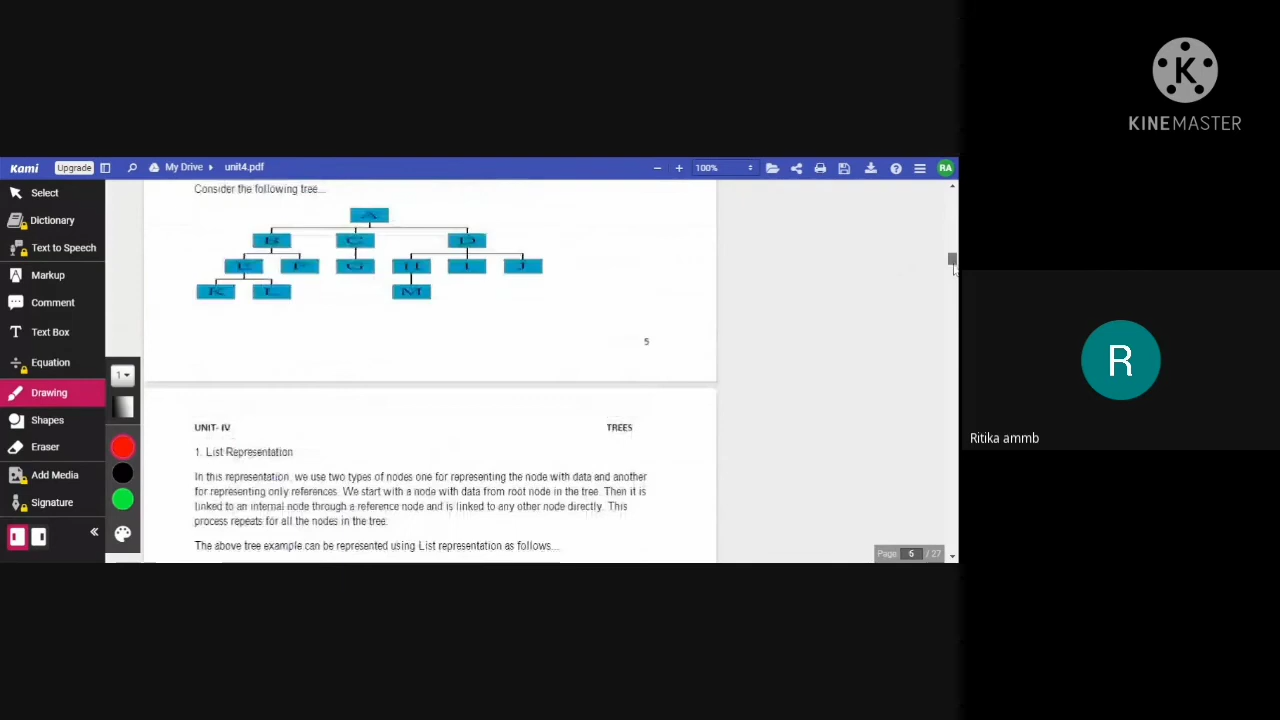 K
KINEMASTER
Kami Upgrade My Drive unit4.pdf 100% RA
Select
Dictionary
Text to Speech
Markup
Comment
Text Box
Equation
Drawing
Shapes
Eraser
Add Media
Signature
1
Consider the following tree...
A
B C D
E F G H I J
K L M
5
UNIT- IV TREES
1. List Representation
In this representation, we use two types of nodes one for representing the node with data and another
for representing only references. We start with a node with data from root node in the tree. Then it is
linked to an internal node through a reference node and is linked to any other node directly. This
process repeats for all the nodes in the tree.
The above tree example can be represented using List representation as follows...
Page 5 / 27
R
Ritika ammb